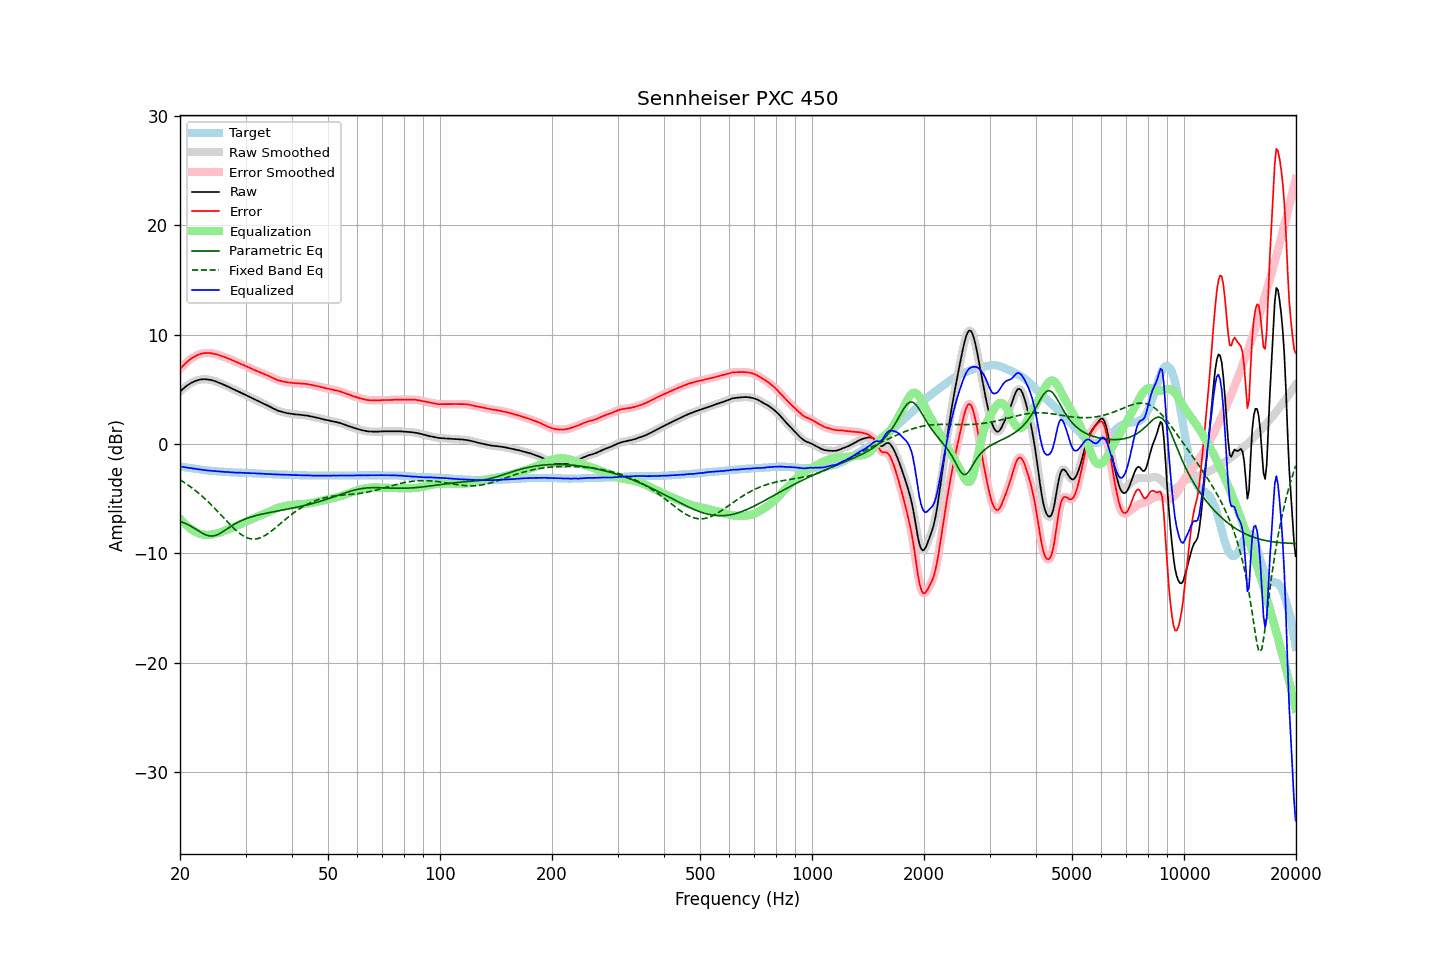 Sennheiser PXC 450
30
20
10
0
−10
−20
−30
Amplitude (dBr)
Target
Raw Smoothed
Error Smoothed
Raw
Error
Equalization
Parametric Eq
Fixed Band Eq
Equalized
20 50 100 200 500 1000 2000 5000 10000 20000
Frequency (Hz)